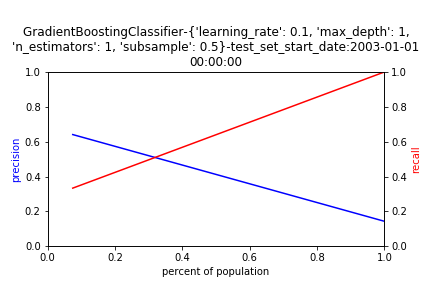 GradientBoostingClassifier-{'learning_rate': 0.1, 'max_depth': 1,
'n_estimators': 1, 'subsample': 0.5}-test_set_start_date:2003-01-01
00:00:00
1.0
0.8
0.6
0.4
0.2
0.0
precision
1.0
0.8
0.6
0.4
0.2
0.0
recall
0.0 0.2 0.4 0.6 0.8 1.0
percent of population